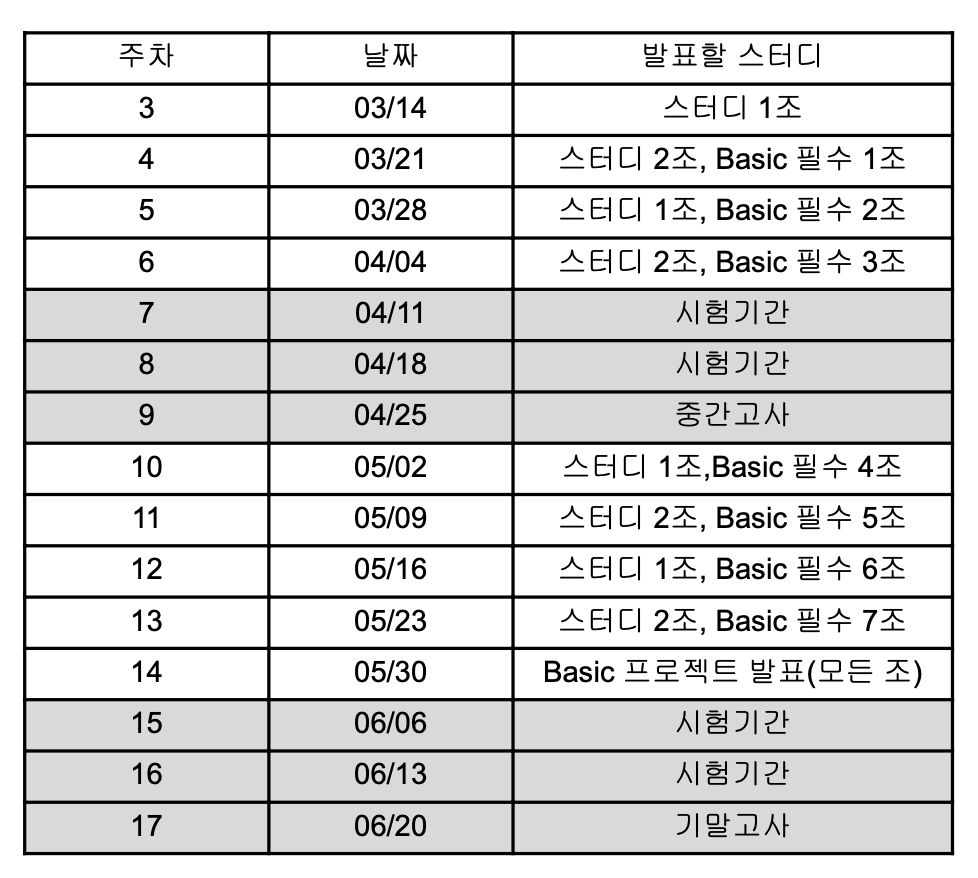 주차 날짜 발표할 스터디
3 03/14 스터디 1조
4 03/21 스터디 2조, Basic 필수 1조
5 03/28 스터디 1조, Basic 필수 2조
6 04/04 스터디 2조, Basic 필수 3조
7 04/11 시험기간
8 04/18 시험기간
9 04/25 중간고사
10 05/02 스터디 1조,Basic 필수 4조
11 05/09 스터디 2조, Basic 필수 5조
12 05/16 스터디 1조, Basic 필수 6조
13 05/23 스터디 2조, Basic 필수 7조
14 05/30 Basic 프로젝트 발표(모든 조)
15 06/06 시험기간
16 06/13 시험기간
17 06/20 기말고사